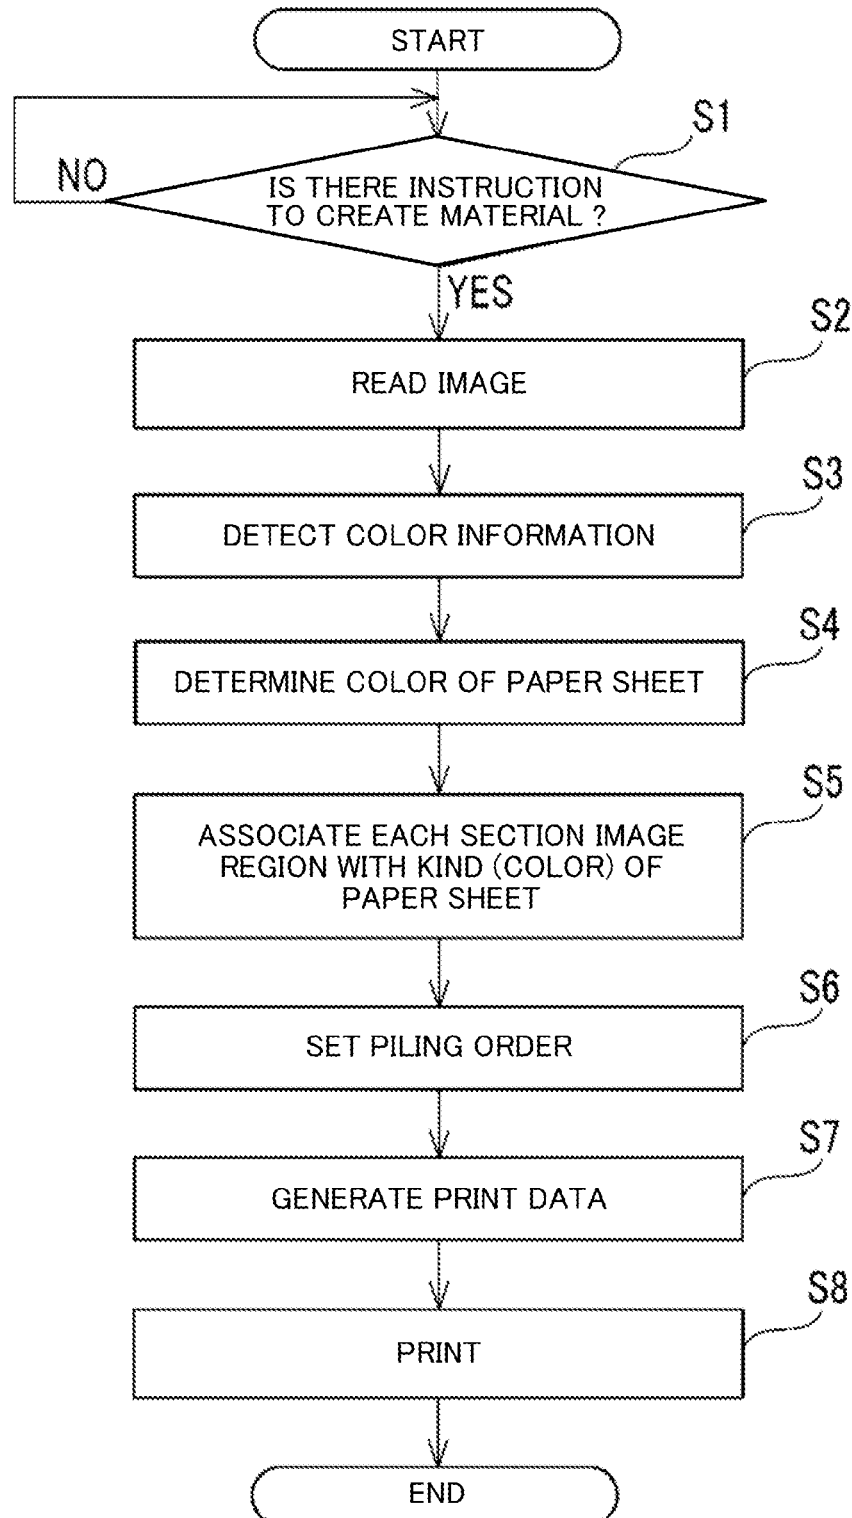 START
S1
NO
IS THERE INSTRUCTION
TO CREATE MATERIAL ?
YES
S2
READ IMAGE
S3
DETECT COLOR INFORMATION
S4
DETERMINE COLOR OF PAPER SHEET
S5
ASSOCIATE EACH SECTION IMAGE
REGION WITH KIND (COLOR) OF
PAPER SHEET
S6
SET PILING ORDER
S7
GENERATE PRINT DATA
S8
PRINT
END